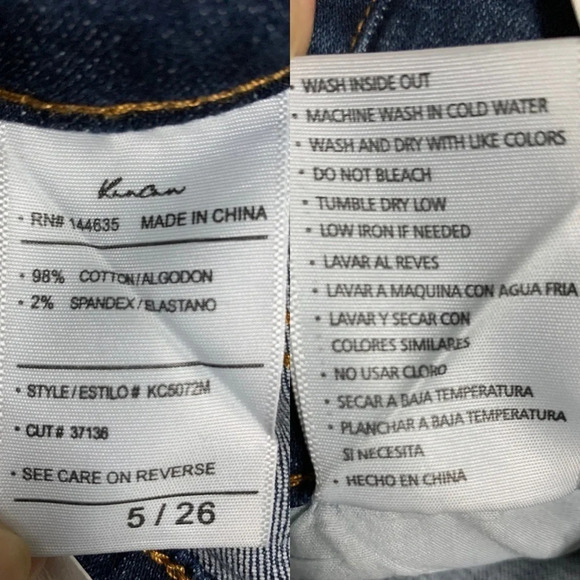 KanCan
• RN# 144635 MADE IN CHINA
• 98% COTTON/ALGODON
• 2% SPANDEX/ELASTANO
• STYLE/ESTILO# KC5072M
• CUT# 37136
• SEE CARE ON REVERSE
5 / 26
• WASH INSIDE OUT
• MACHINE WASH IN COLD WATER
• WASH AND DRY WITH LIKE COLORS
• DO NOT BLEACH
• TUMBLE DRY LOW
• LOW IRON IF NEEDED
• LAVAR AL REVES
• LAVAR A MAQUINA CON AGUA FRIA
• LAVAR Y SECAR CON
COLORES SIMILARES
• NO USAR CLORO
• SECAR A BAJA TEMPERATURA
• PLANCHAR A BAJA TEMPERATURA
SI NECESITA
• HECHO EN CHINA